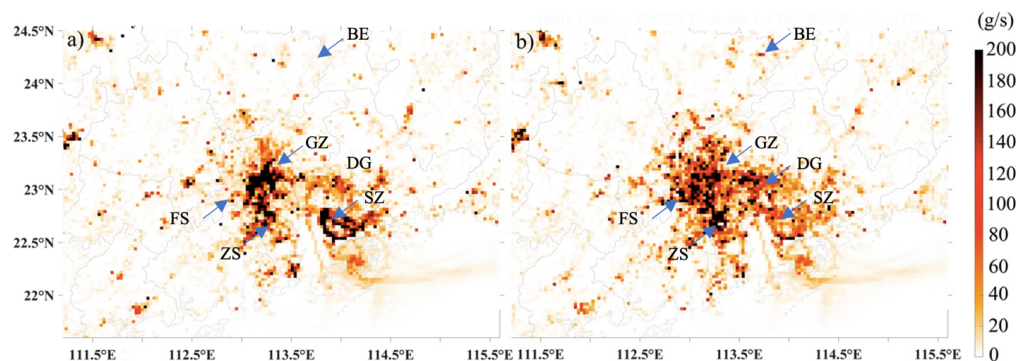 (g/s)
24.5°N
a)
BE
b)
BE
200
180
24°N
160
140
23.5°N
GZ
GZ
120
DG
DG
100
23°N
SZ
SZ
80
FS
FS
60
22.5°N
ZS
ZS
40
22°N
20
0
111.5°E 112.5°E 113.5°E 114.5°E 115.5°E
111.5°E 112.5°E 113.5°E 114.5°E 115.5°E